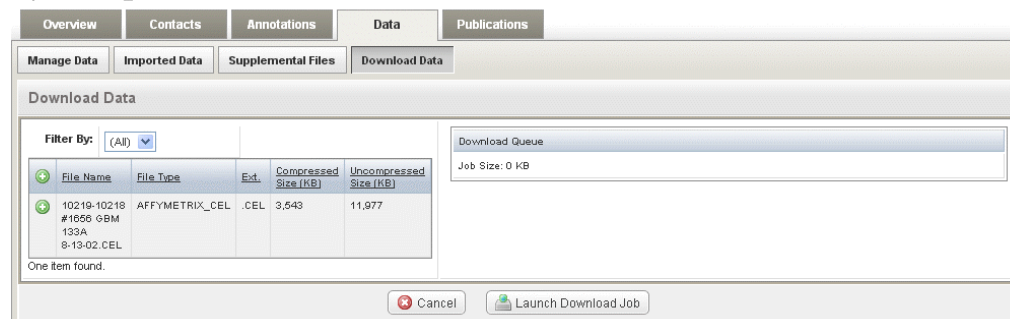 Overview Contacts Annotations Data Publications
Manage Data Imported Data Supplemental Files Download Data
Download Data
Filter By: (All)
Download Queue
Job Size: 0 KB
File Name File Type Ext. Compressed Size (KB) Uncompressed Size (KB)
10219-10218 AFFYMETRIX_CEL .CEL 3,543 11,977
#1656 GBM
133A
8-13-02.CEL
One item found.
Cancel Launch Download Job